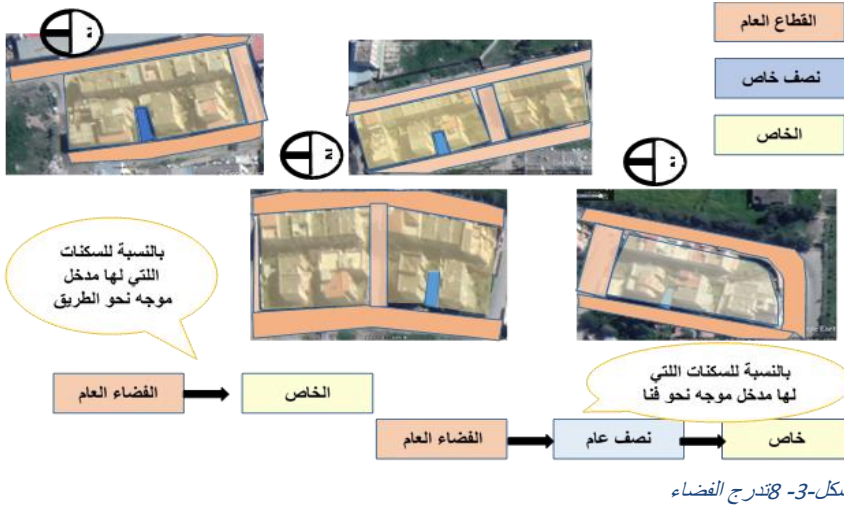 القطاع العام
نصف خاص
الخاص
بالنسبة للسكنات
اللتي لها مدخل
موجه نحو الطريق
الفضاء العام
الخاص
بالنسبة للسكنات اللتي
لها مدخل موجه نحو فنا
الفضاء العام
نصف عام
خاص
شكل-3- 8تدرج الفضاء